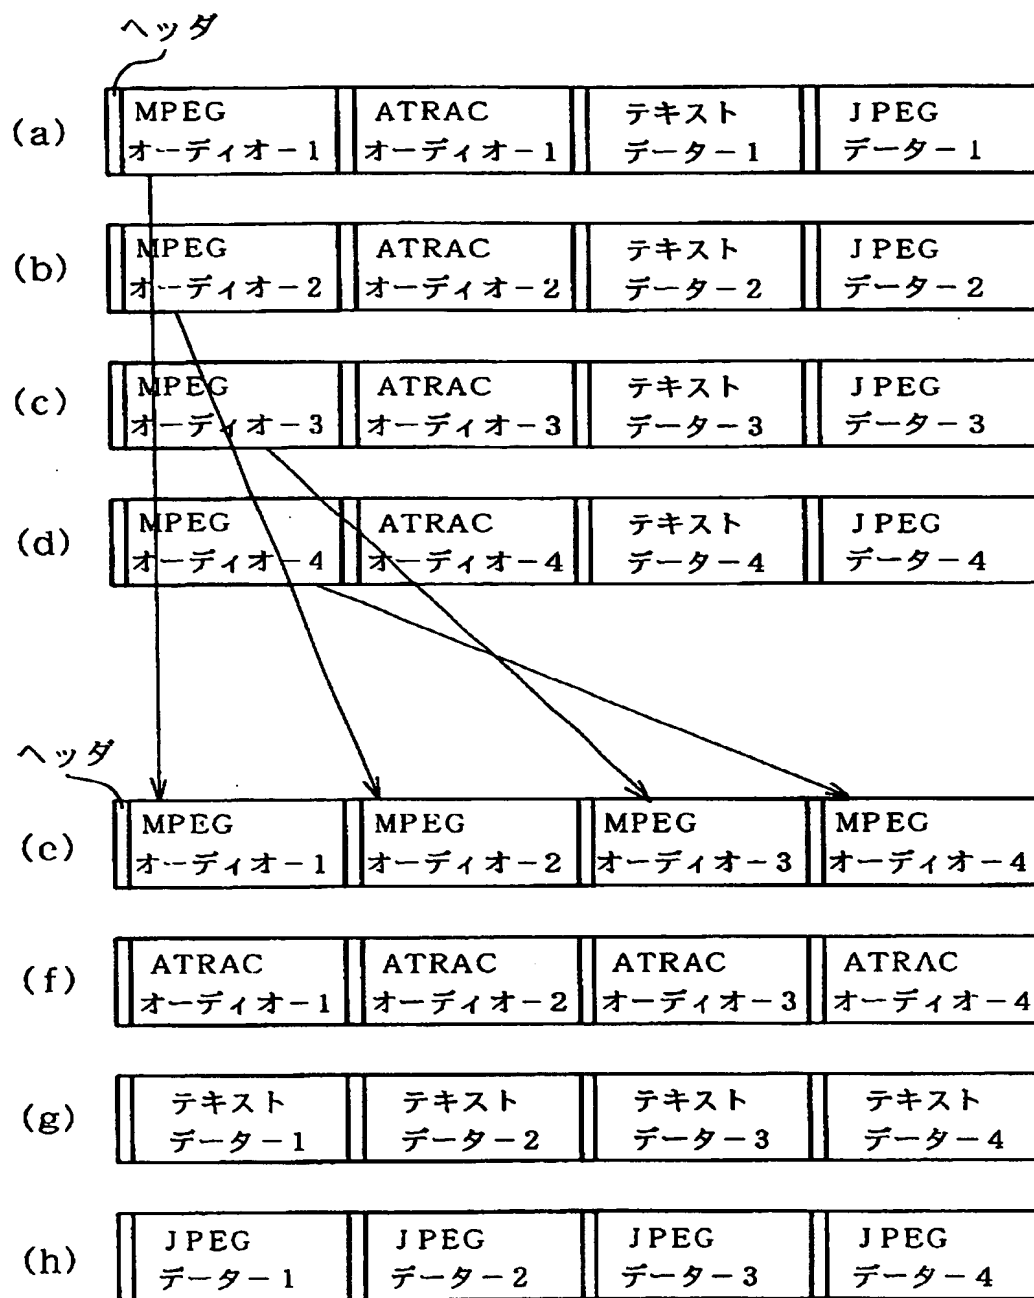 ヘッダ
(a) MPEG ATRAC テキスト JPEG
オーディオ-1 オーディオ-1 データ-1 データ-1
(b) MPEG ATRAC テキスト JPEG
オーディオ-2 オーディオ-2 データ-2 データ-2
(c) MPEG ATRAC テキスト JPEG
オーディオ-3 オーディオ-3 データ-3 データ-3
(d) MPEG ATRAC テキスト JPEG
オーディオ-4 オーディオ-4 データ-4 データ-4
ヘッダ
(e) MPEG MPEG MPEG MPEG
オーディオ-1 オーディオ-2 オーディオ-3 オーディオ-4
(f) ATRAC ATRAC ATRAC ATRAC
オーディオ-1 オーディオ-2 オーディオ-3 オーディオ-4
(g) テキスト テキスト テキスト テキスト
データ-1 データ-2 データ-3 データ-4
(h) JPEG JPEG JPEG JPEG
データ-1 データ-2 データ-3 データ-4